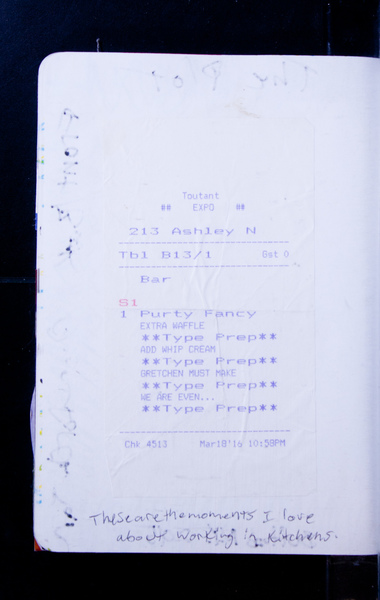 Toutant
## EXPO ##
213 Ashley N
Tbl B13/1 Gst 0
Bar
S1
1 Purty Fancy
EXTRA WAFFLE
**Type Prep**
ADD WHIP CREAM
**Type Prep**
GRETCHEN MUST MAKE
**Type Prep**
WE ARE EVEN...
**Type Prep**
Chk 4513 Mar18'16 10:58PM
These are the moments I love
about working in kitchens.